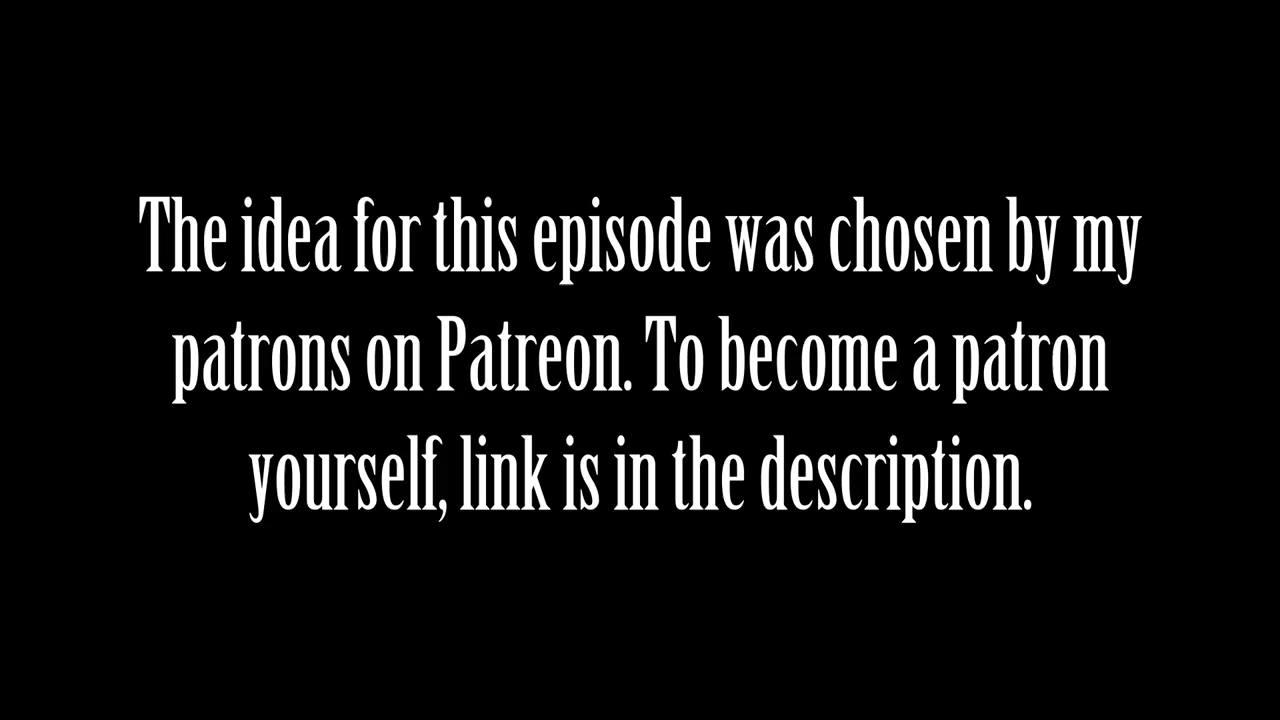 The idea for this episode was chosen by my
patrons on Patreon. To become a patron
yourself, link is in the description.